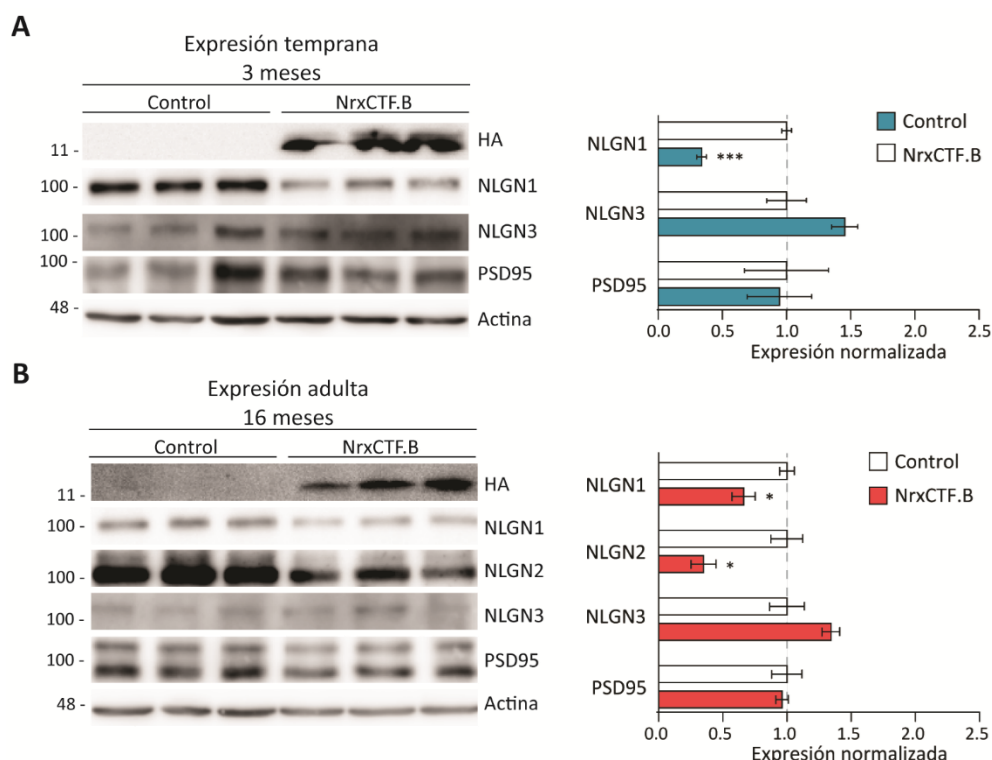 A
Expresión temprana
3 meses
Control NrxCTF.B
11 - HA
100 - NLGN1
100 - NLGN3
100 - PSD95
48 - Actina
Control
NrxCTF.B
NLGN1 ***
NLGN3
PSD95
0.0 0.5 1.0 1.5 2.0 2.5
Expresión normalizada
B
Expresión adulta
16 meses
Control NrxCTF.B
11 - HA
100 - NLGN1
100 - NLGN2
100 - NLGN3
100 - PSD95
48 - Actina
Control
NrxCTF.B
NLGN1 *
NLGN2 *
NLGN3
PSD95
0.0 0.5 1.0 1.5 2.0 2.5
Expresión normalizada